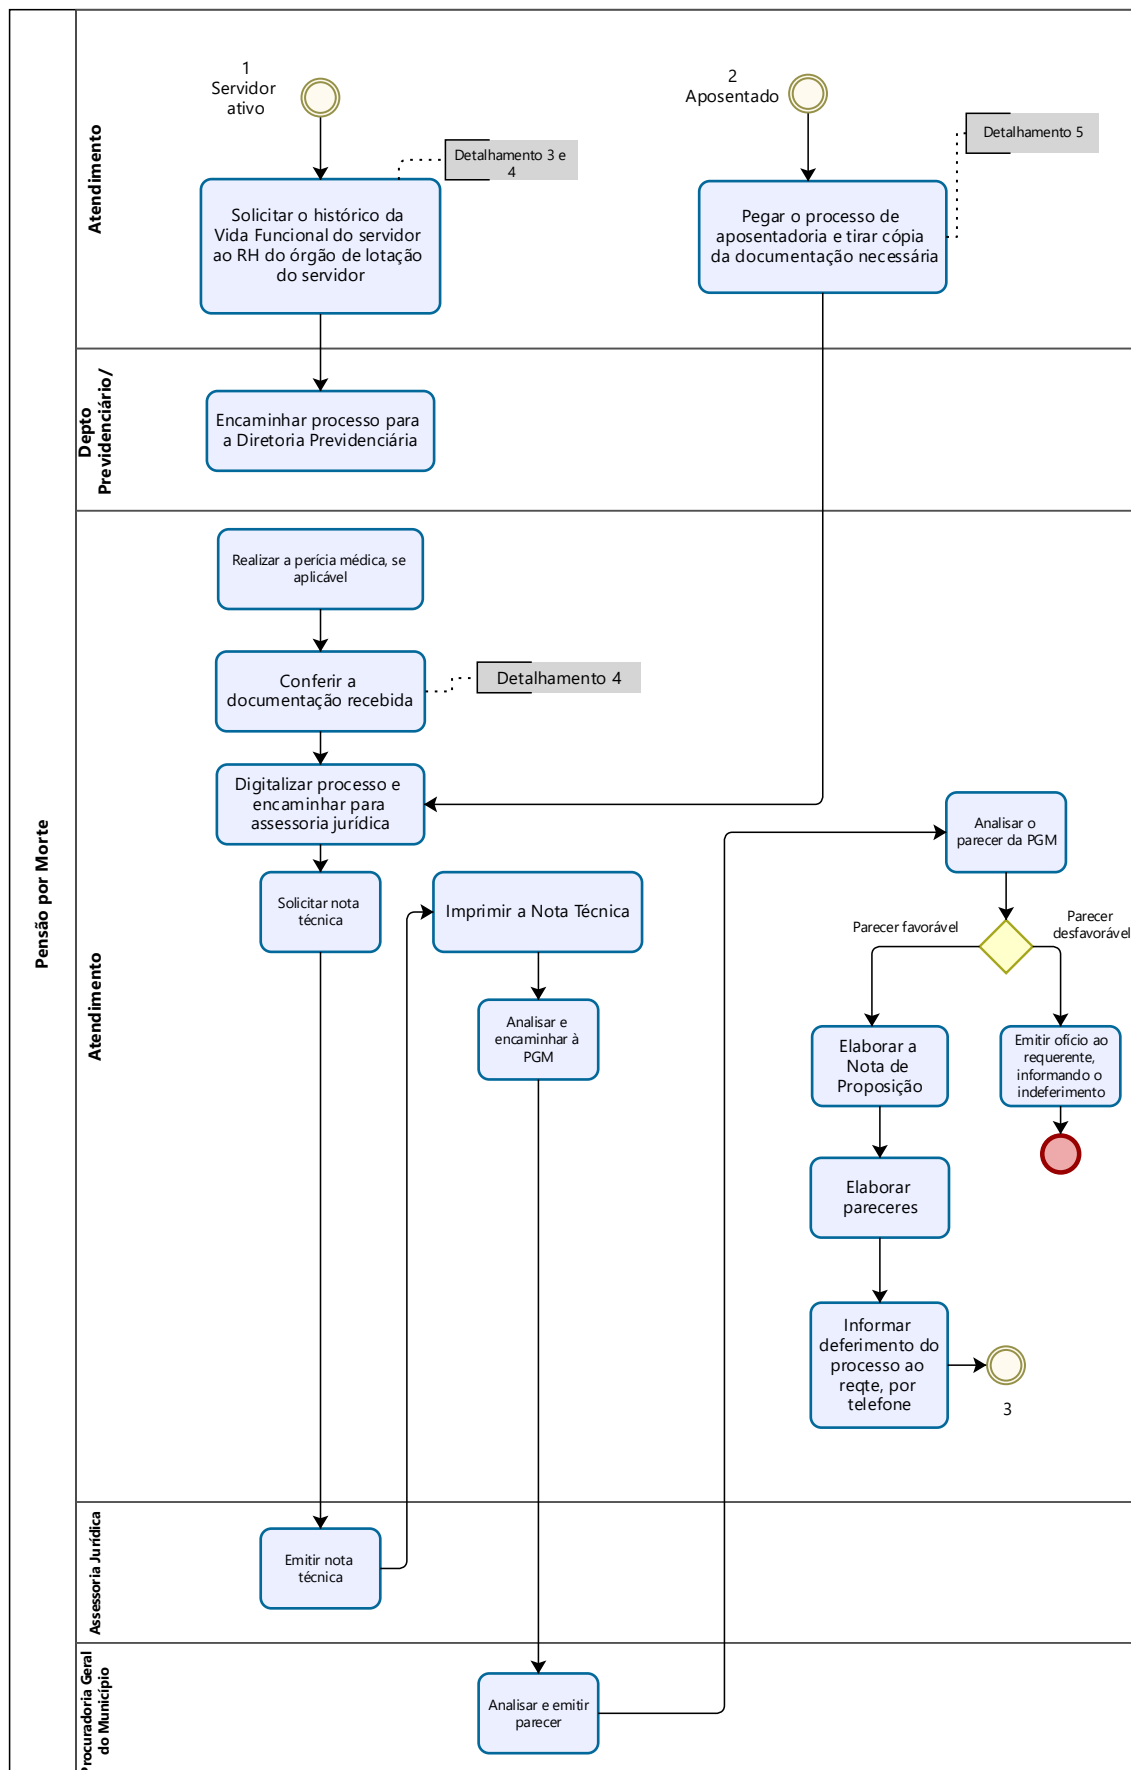 Pensão por Morte
Atendimento
1
Servidor
ativo
2
Aposentado
Detalhamento 3 e
4
Detalhamento 5
Solicitar o histórico da
Vida Funcional do servidor
ao RH do órgão de lotação
do servidor
Pegar o processo de
aposentadoria e tirar cópia
da documentação necessária
Depto
Previdenciário/
Encaminhar processo para
a Diretoria Previdenciária
Atendimento
Realizar a perícia médica, se
aplicável
Conferir a
documentação recebida
Detalhamento 4
Digitalizar processo e
encaminhar para
assessoria jurídica
Solicitar nota
técnica
Imprimir a Nota Técnica
Analisar e
encaminhar à
PGM
Analisar o
parecer da PGM
Parecer favorável
Parecer
desfavorável
Elaborar a
Nota de
Proposição
Emitir ofício ao
requerente,
informando o
indeferimento
Elaborar
pareceres
Informar
deferimento do
processo ao
reqte, por
telefone
3
Assessoria Jurídica
Emitir nota
técnica
Procuradoria Geral
do Município
Analisar e emitir
parecer